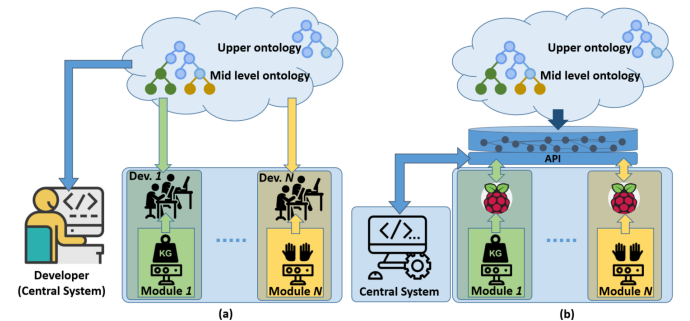 Upper ontology
Mid level ontology
Dev. 1
Dev. N
</>
KG
Module 1
Module N
Developer
(Central System)
(a)
Upper ontology
Mid level ontology
API
</>...
Central System
KG
Module 1
Module N
(b)